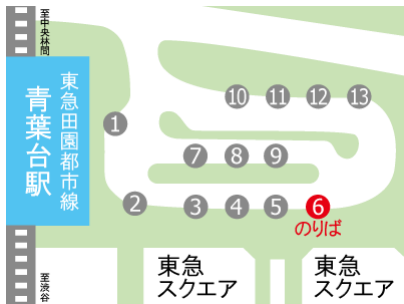 至中央林間
東急田園都市線
青葉台駅
至渋谷
10 11 12 13
1
7 8 9
2 3 4 5 6
のりば
東急
スクエア
東急
スクエア